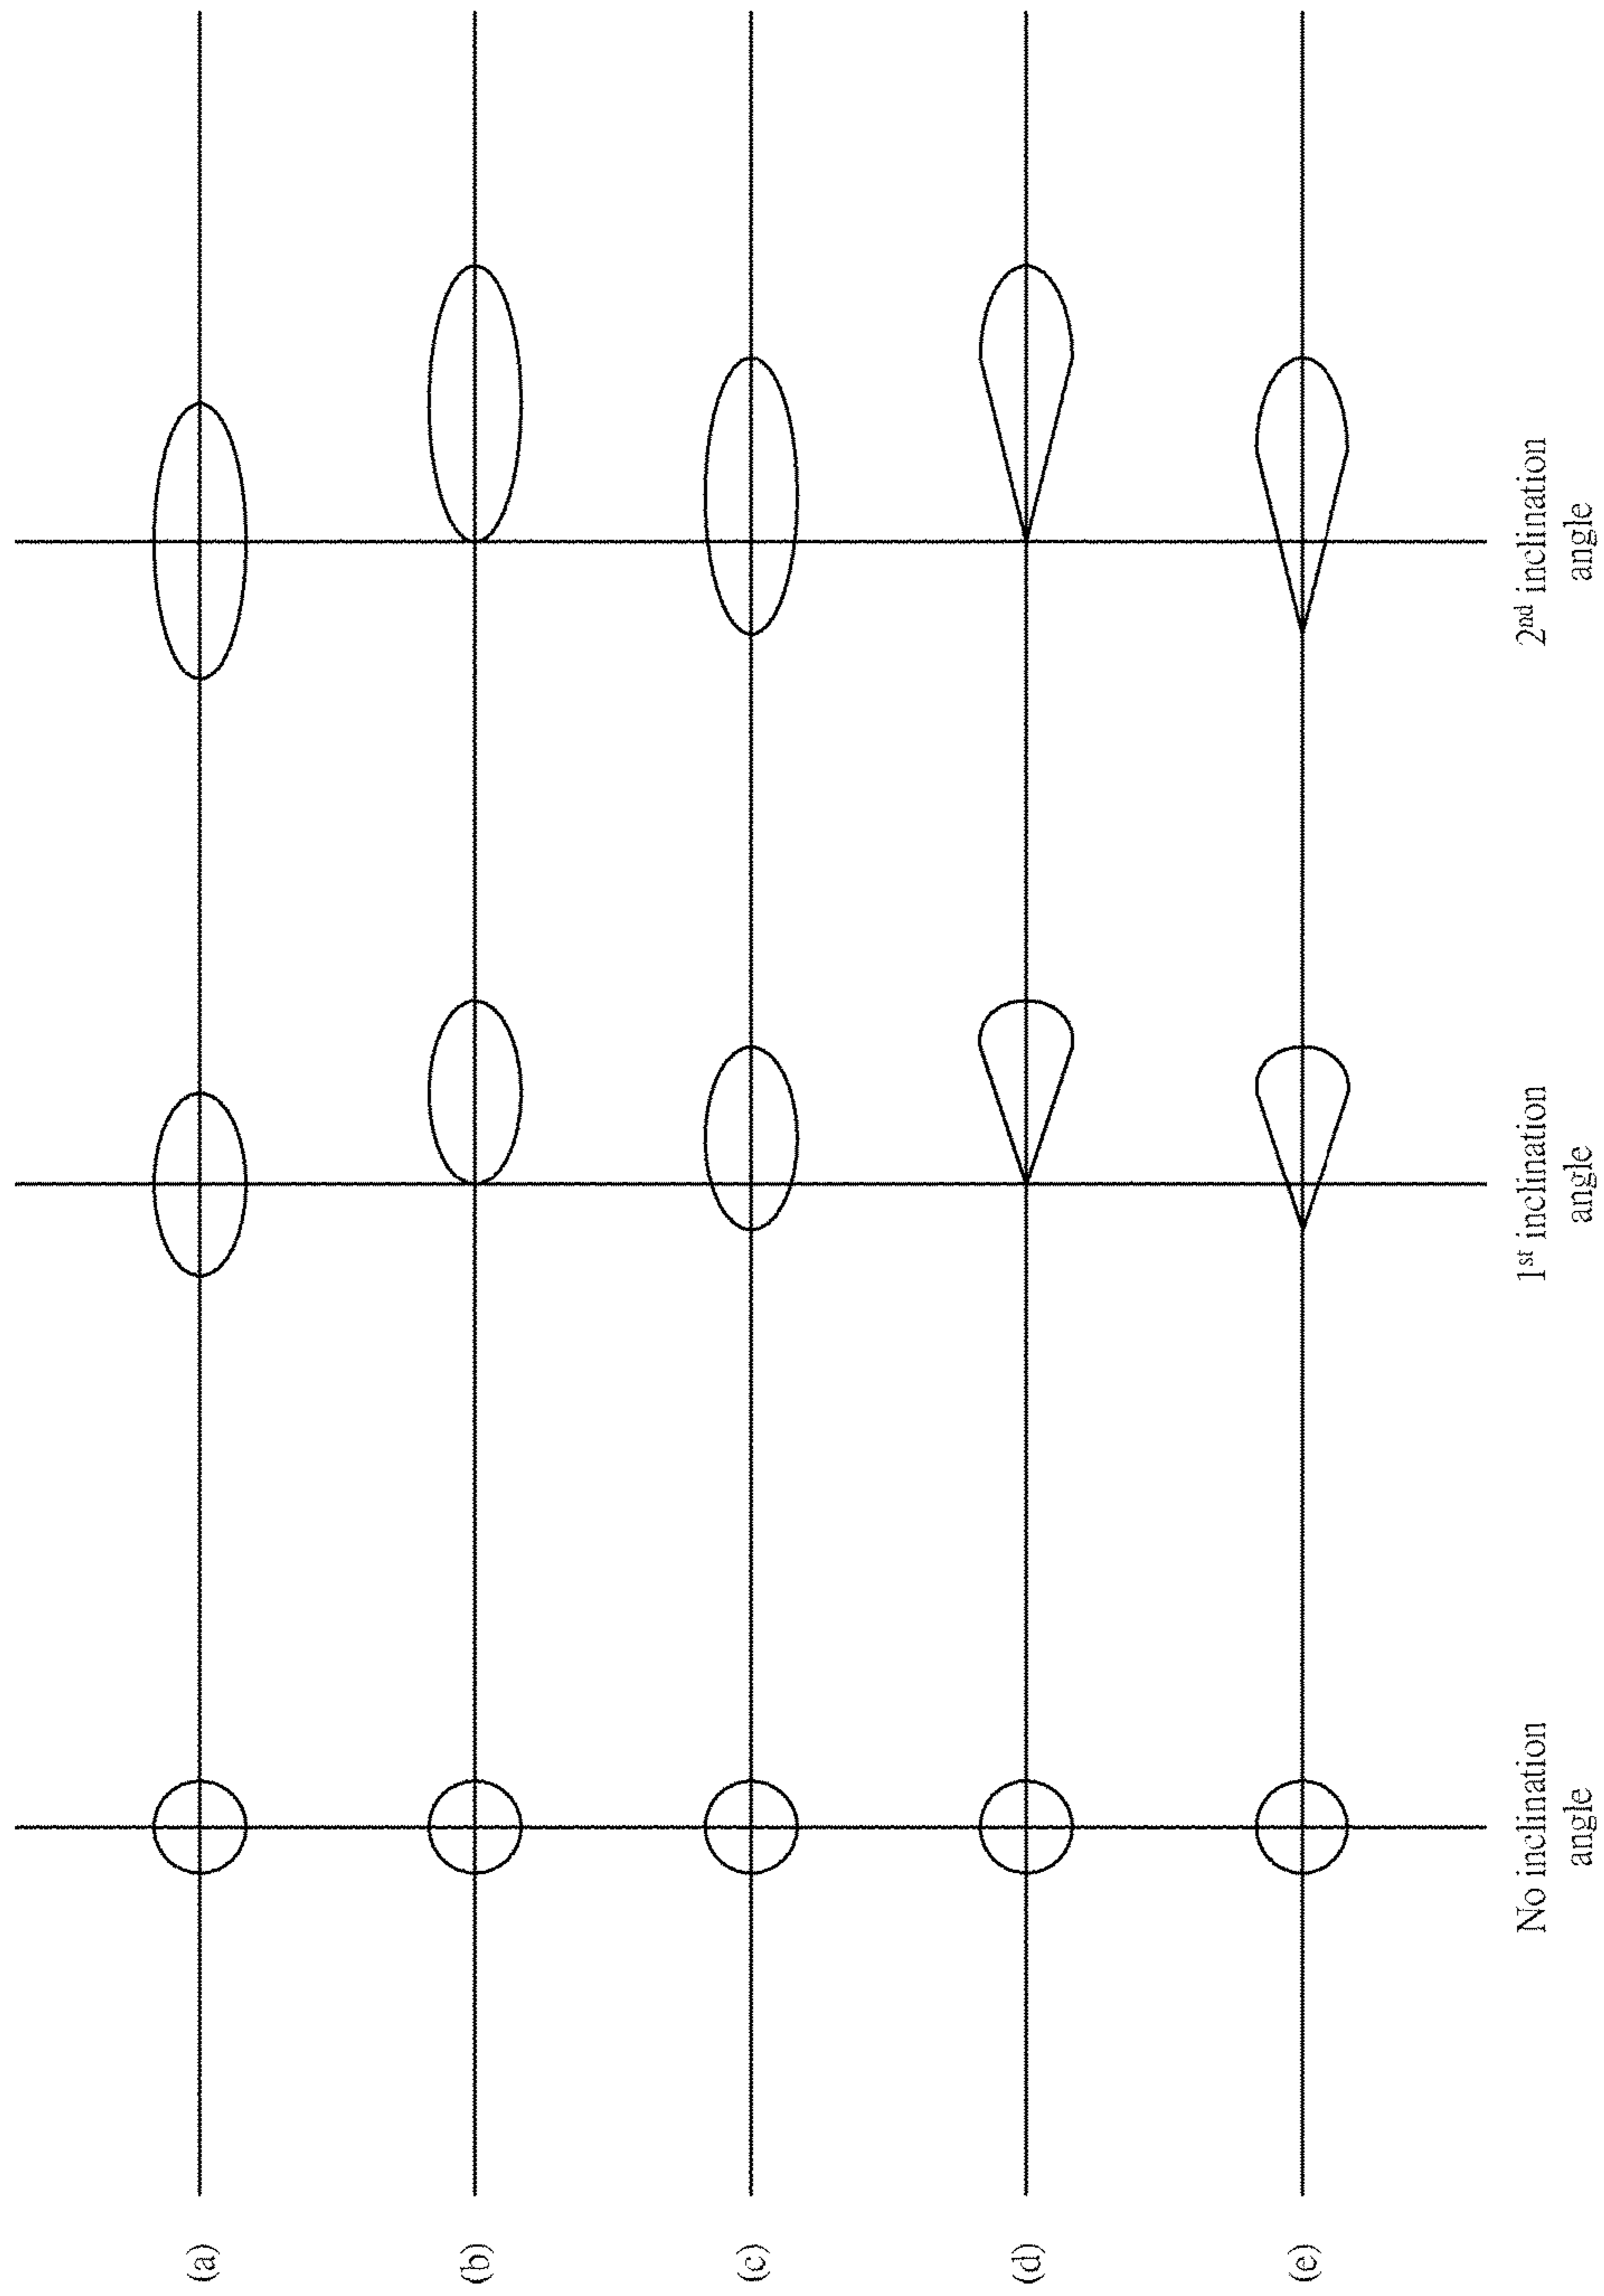 (a)
(b)
(c)
(d)
(e)
No inclination
angle
1st inclination
angle
2nd inclination
angle